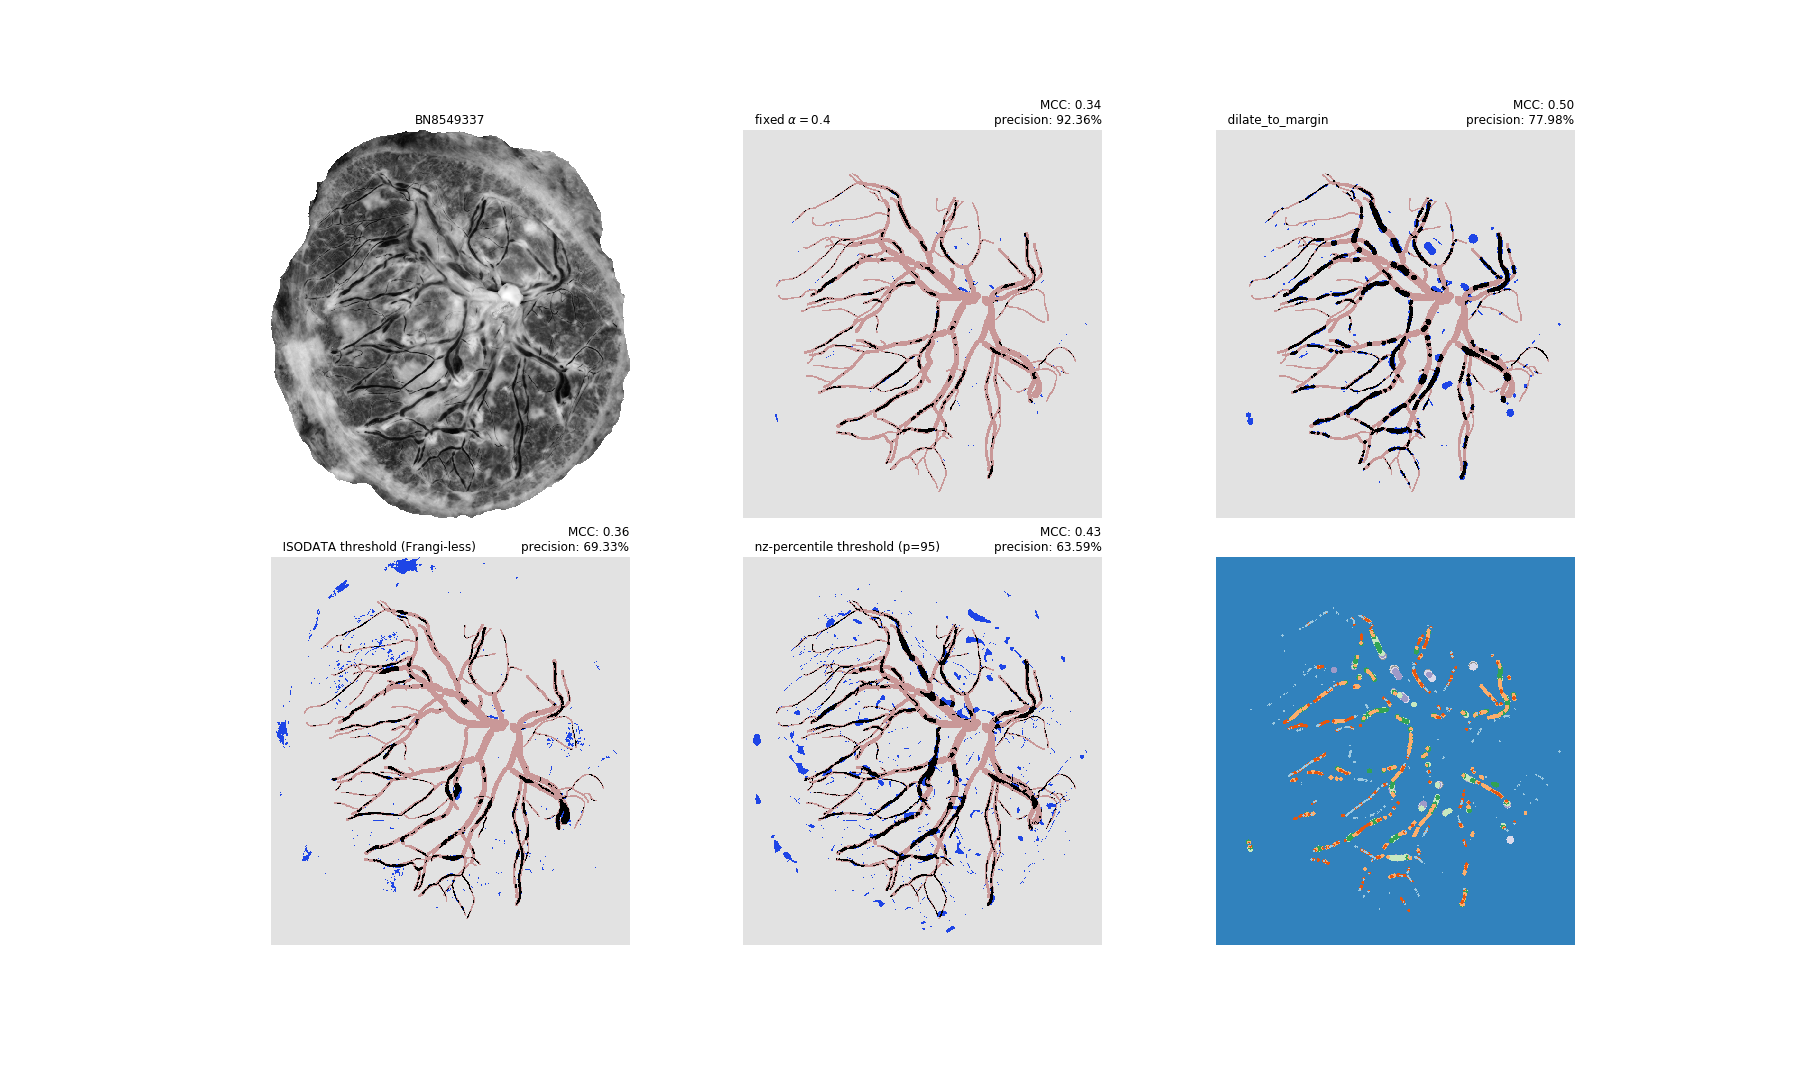 BN8549337
MCC: 0.34
fixed α = 0.4 precision: 92.36%
MCC: 0.50
dilate_to_margin precision: 77.98%
MCC: 0.36
ISODATA threshold (Frangi-less) precision: 69.33%
MCC: 0.43
nz-percentile threshold (p=95) precision: 63.59%